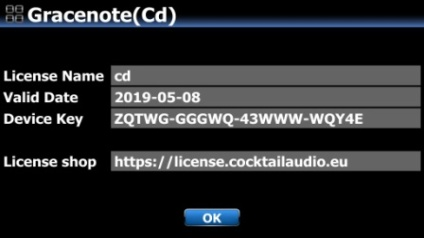 Gracenote(Cd)
License Name cd
Valid Date 2019-05-08
Device Key ZQTWG-GGGWQ-43WWW-WQY4E
License shop https://license.cocktailaudio.eu
OK